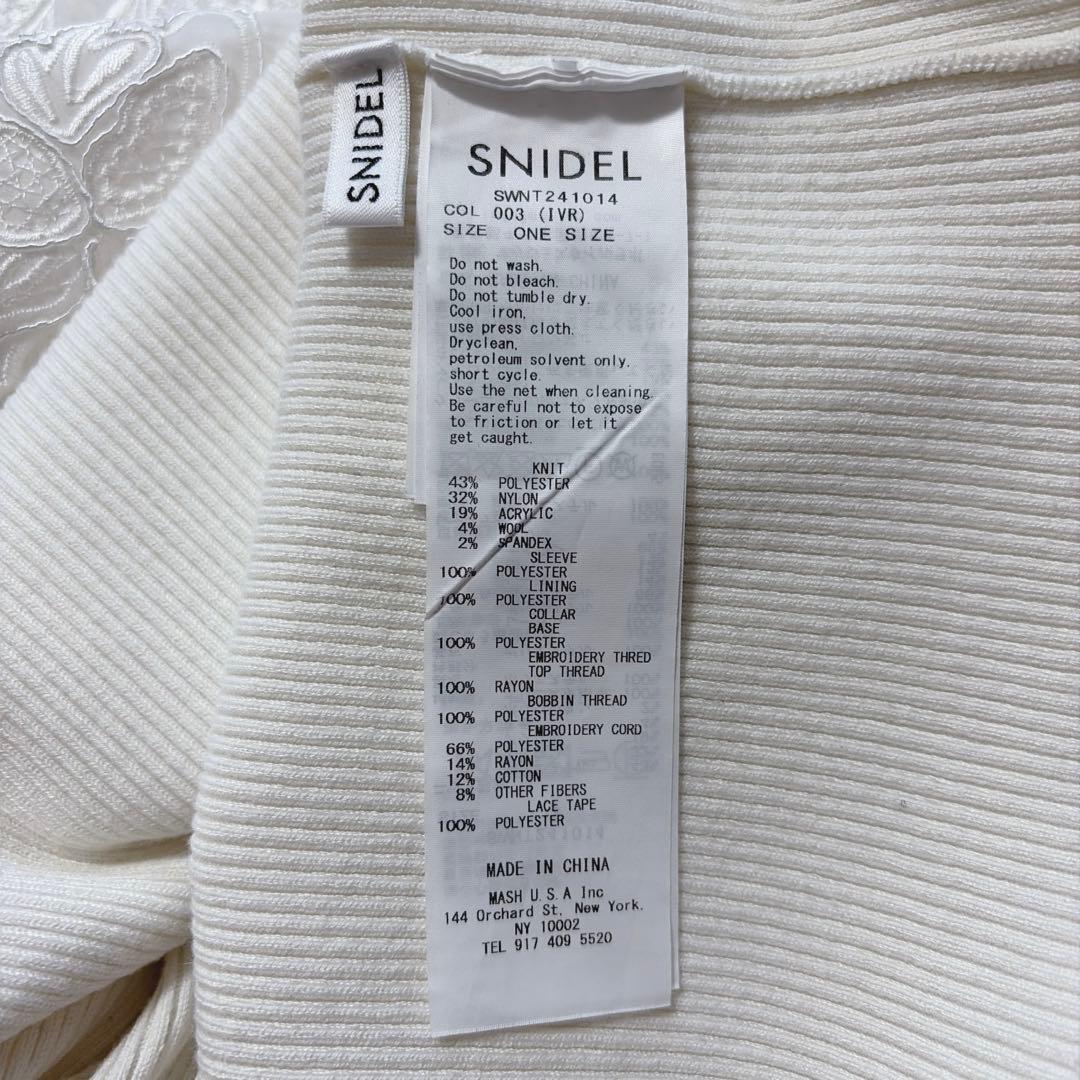 SNIDEL
SNIDEL
SWNT241014
COL 003 (IVR)
SIZE ONE SIZE
Do not wash.
Do not bleach.
Do not tumble dry.
Cool iron,
use press cloth.
Dryclean,
petroleum solvent only.
short cycle.
Use the net when cleaning.
Be careful not to expose
to friction or let it
get caught.
KNIT
43% POLYESTER
32% NYLON
19% ACRYLIC
4% WOOL
2% SPANDEX
SLEEVE
100% POLYESTER
LINING
100% POLYESTER
COLLAR
BASE
100% POLYESTER
EMBROIDERY THRED
TOP THREAD
100% RAYON
BOBBIN THREAD
100% POLYESTER
EMBROIDERY CORD
66% POLYESTER
14% RAYON
12% COTTON
8% OTHER FIBERS
LACE TAPE
100% POLYESTER
MADE IN CHINA
MASH U.S.A Inc
144 Orchard St, New York.
NY 10002
TEL 917 409 5520